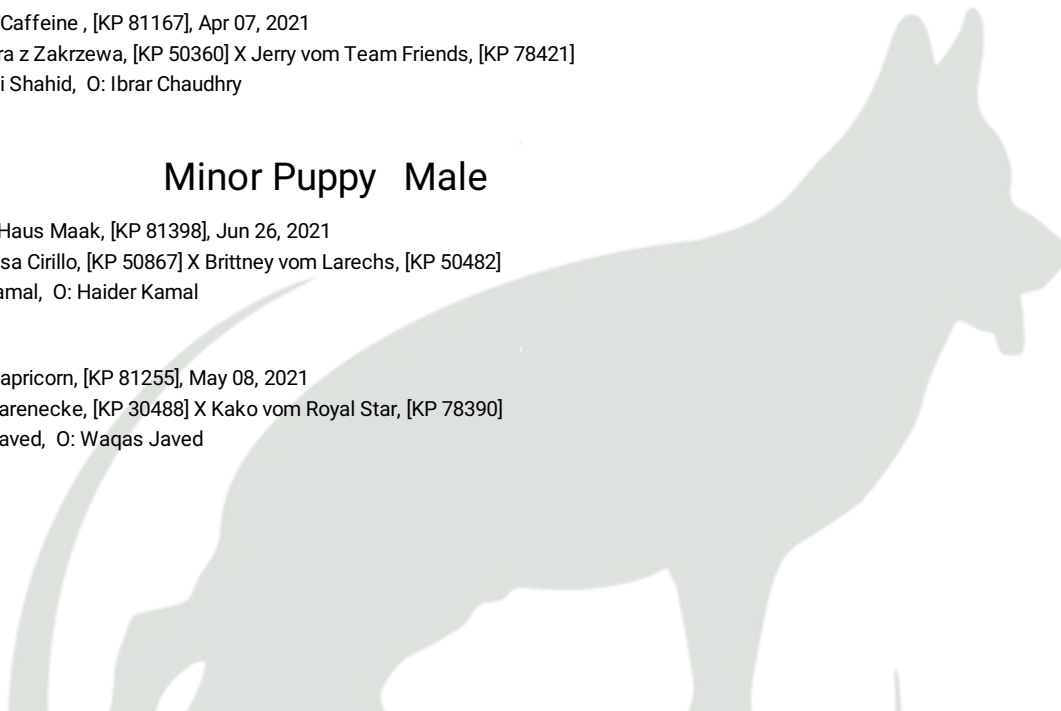 Caffeine , [KP 81167], Apr 07, 2021
ra z Zakrzewa, [KP 50360] X Jerry vom Team Friends, [KP 78421]
i Shahid,  O: Ibrar Chaudhry
Minor Puppy   Male
Haus Maak, [KP 81398], Jun 26, 2021
sa Cirillo, [KP 50867] X Brittney vom Larechs, [KP 50482]
amal,  O: Haider Kamal
apricorn, [KP 81255], May 08, 2021
arenecke, [KP 30488] X Kako vom Royal Star, [KP 78390]
aved,  O: Waqas Javed